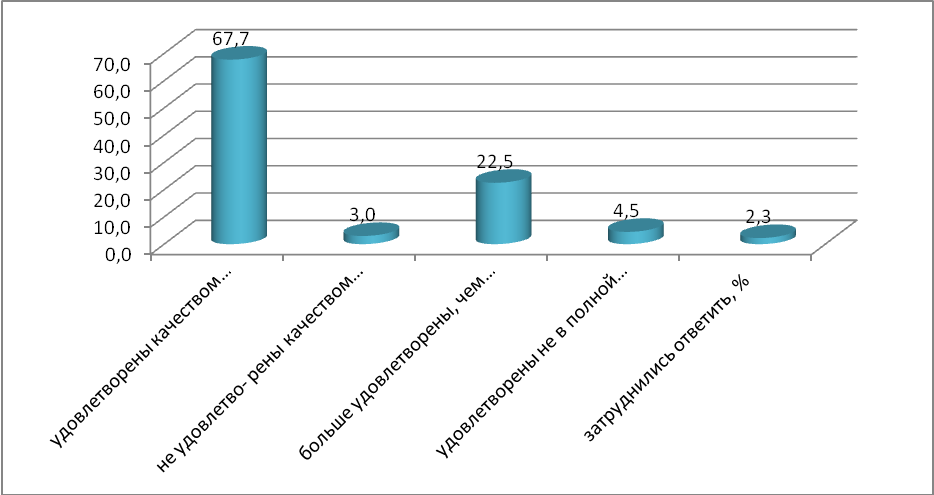 67,7
3,0
22,5
4,5
2,3
70,0
60,0
50,0
40,0
30,0
20,0
10,0
0,0
удовлетворены качеством...
не удовлетво- рены качеством...
больше удовлетворены, чем...
удовлетворены не в полной...
затруднились ответить, %